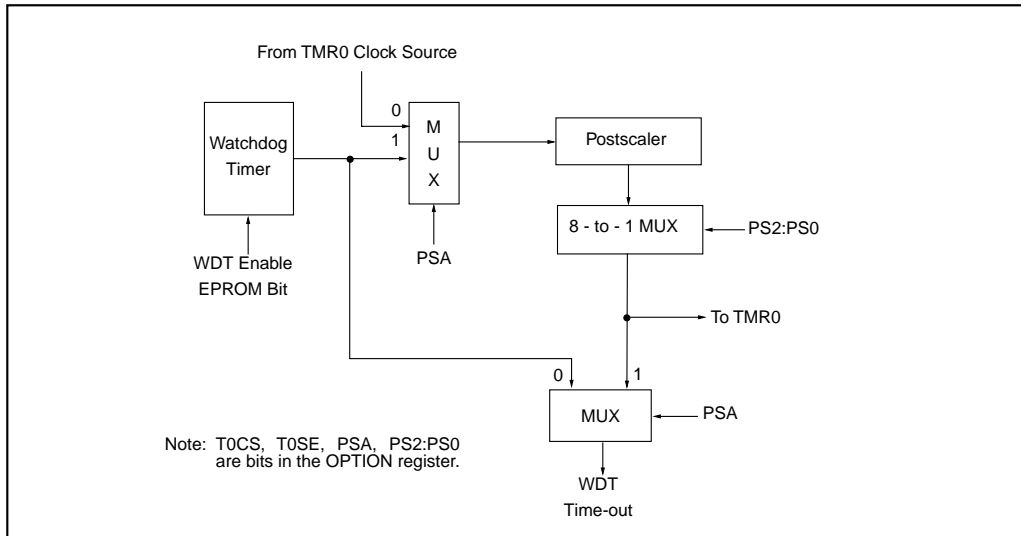 From TMR0 Clock Source
0
1
M
U
X
Watchdog
Timer
Postscaler
8 - to - 1 MUX
PS2:PS0
PSA
WDT Enable
EPROM Bit
To TMR0
0
1
MUX
PSA
Note: T0CS, T0SE, PSA, PS2:PS0
are bits in the OPTION register.
WDT
Time-out